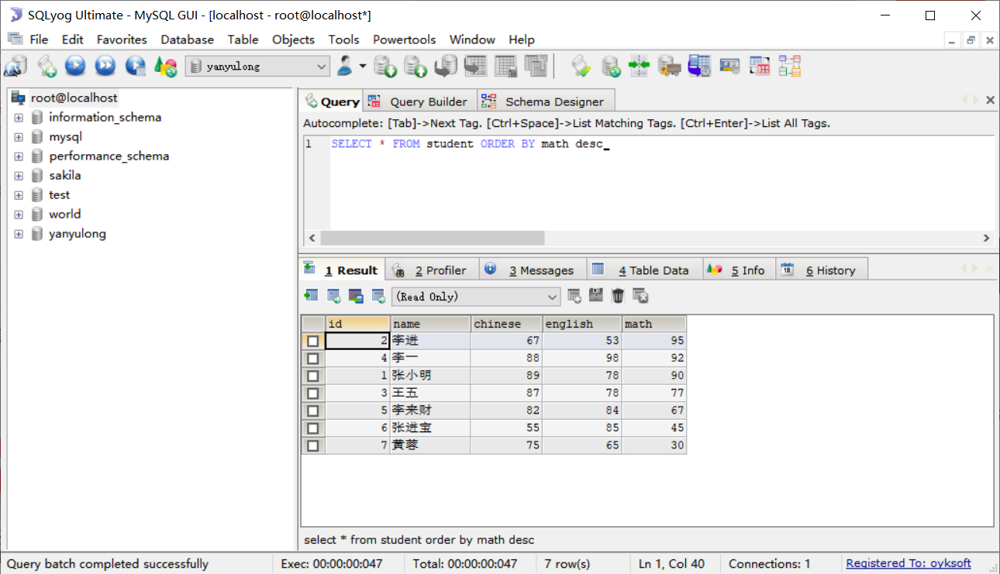 SQLyog Ultimate - MySQL GUI - [localhost - root@localhost*]
File Edit Favorites Database Table Objects Tools Powertools Window Help
yanyulong
root@localhost
information_schema
mysql
performance_schema
sakila
test
world
yanyulong
Query Query Builder Schema Designer
Autocomplete: [Tab]->Next Tag. [Ctrl+Space]->List Matching Tags. [Ctrl+Enter]->List All Tags.
1 SELECT * FROM student ORDER BY math desc
1 Result 2 Profiler 3 Messages 4 Table Data 18 5 Info 6 History
(Read Only)
id name chinese english math
2 李进 67 53 95
4 李一 88 98 92
1 张小明 89 78 90
3 王五 87 78 77
5 李来财 82 84 67
6 张进宝 55 85 45
7 黄蓉 75 65 30
select * from student order by math desc
Query batch completed successfully Exec: 00:00:00:047 Total: 00:00:00:047 7 row(s) Ln 1, Col 40 Connections: 1 Registered To: oyksoft